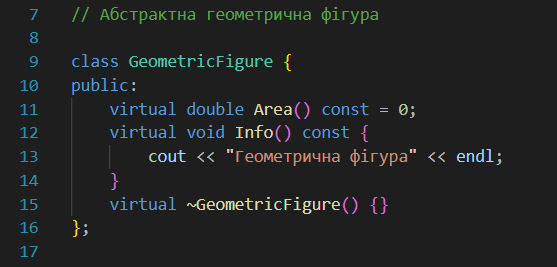 7 // Абстрактна геометрична фігура
8
9 class GeometricFigure {
10 public:
11     virtual double Area() const = 0;
12     virtual void Info() const {
13         cout << "Геометрична фігура" << endl;
14     }
15     virtual ~GeometricFigure() {}
16 };
17